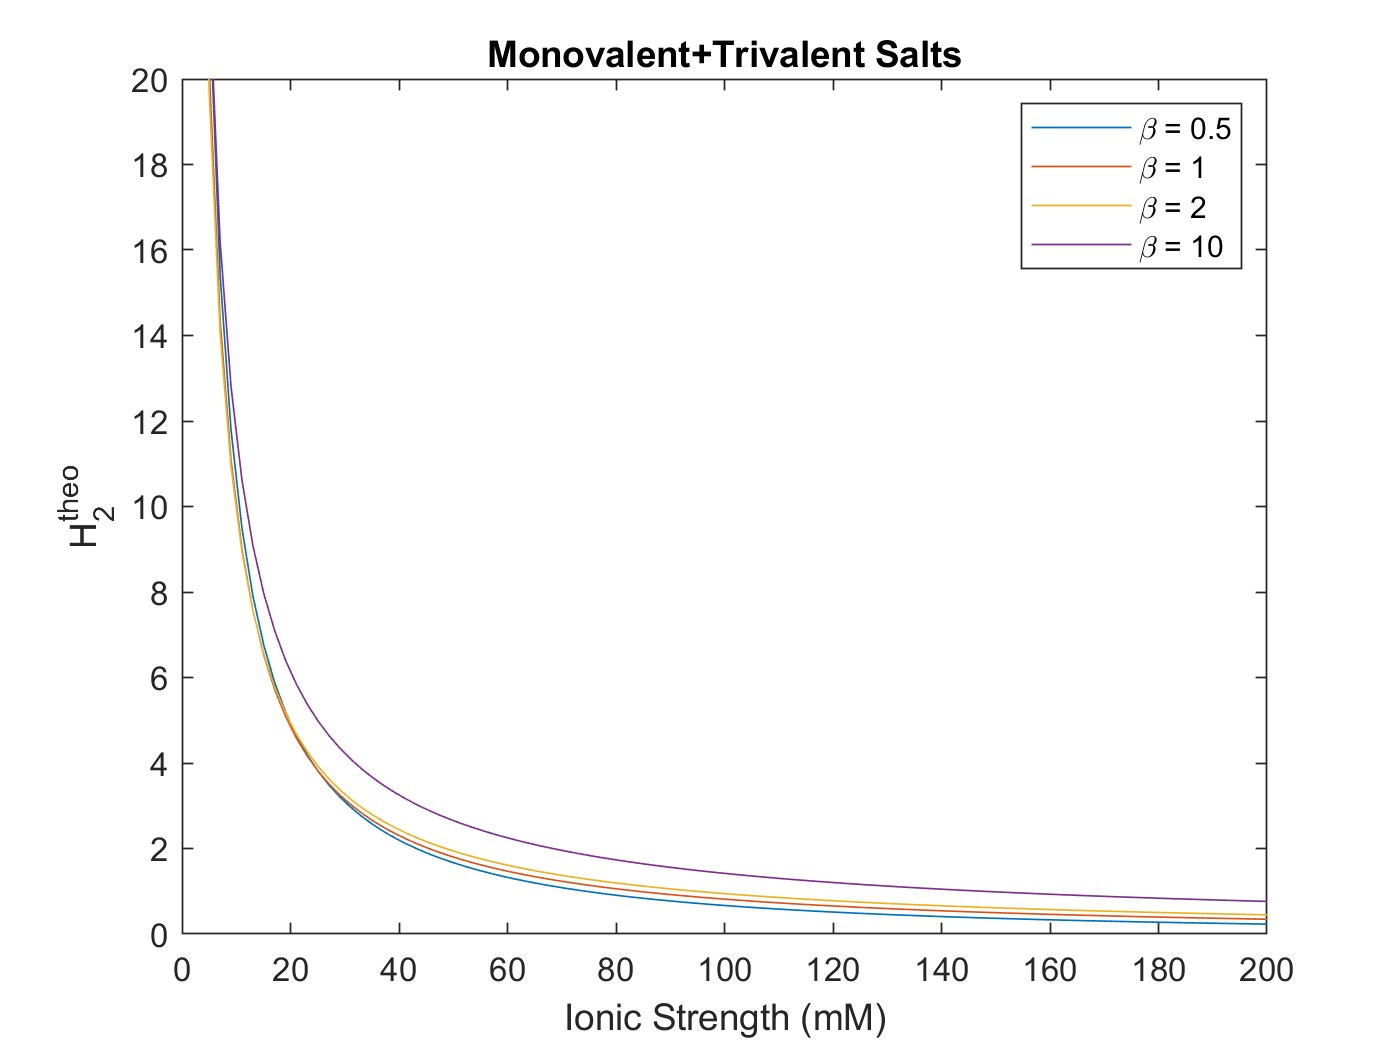 Monovalent+Trivalent Salts
20
18
16
14
12
10
8
6
4
2
0
H₂ᵗʰᵉᵒ
β = 0.5
β = 1
β = 2
β = 10
0 20 40 60 80 100 120 140 160 180 200
Ionic Strength (mM)